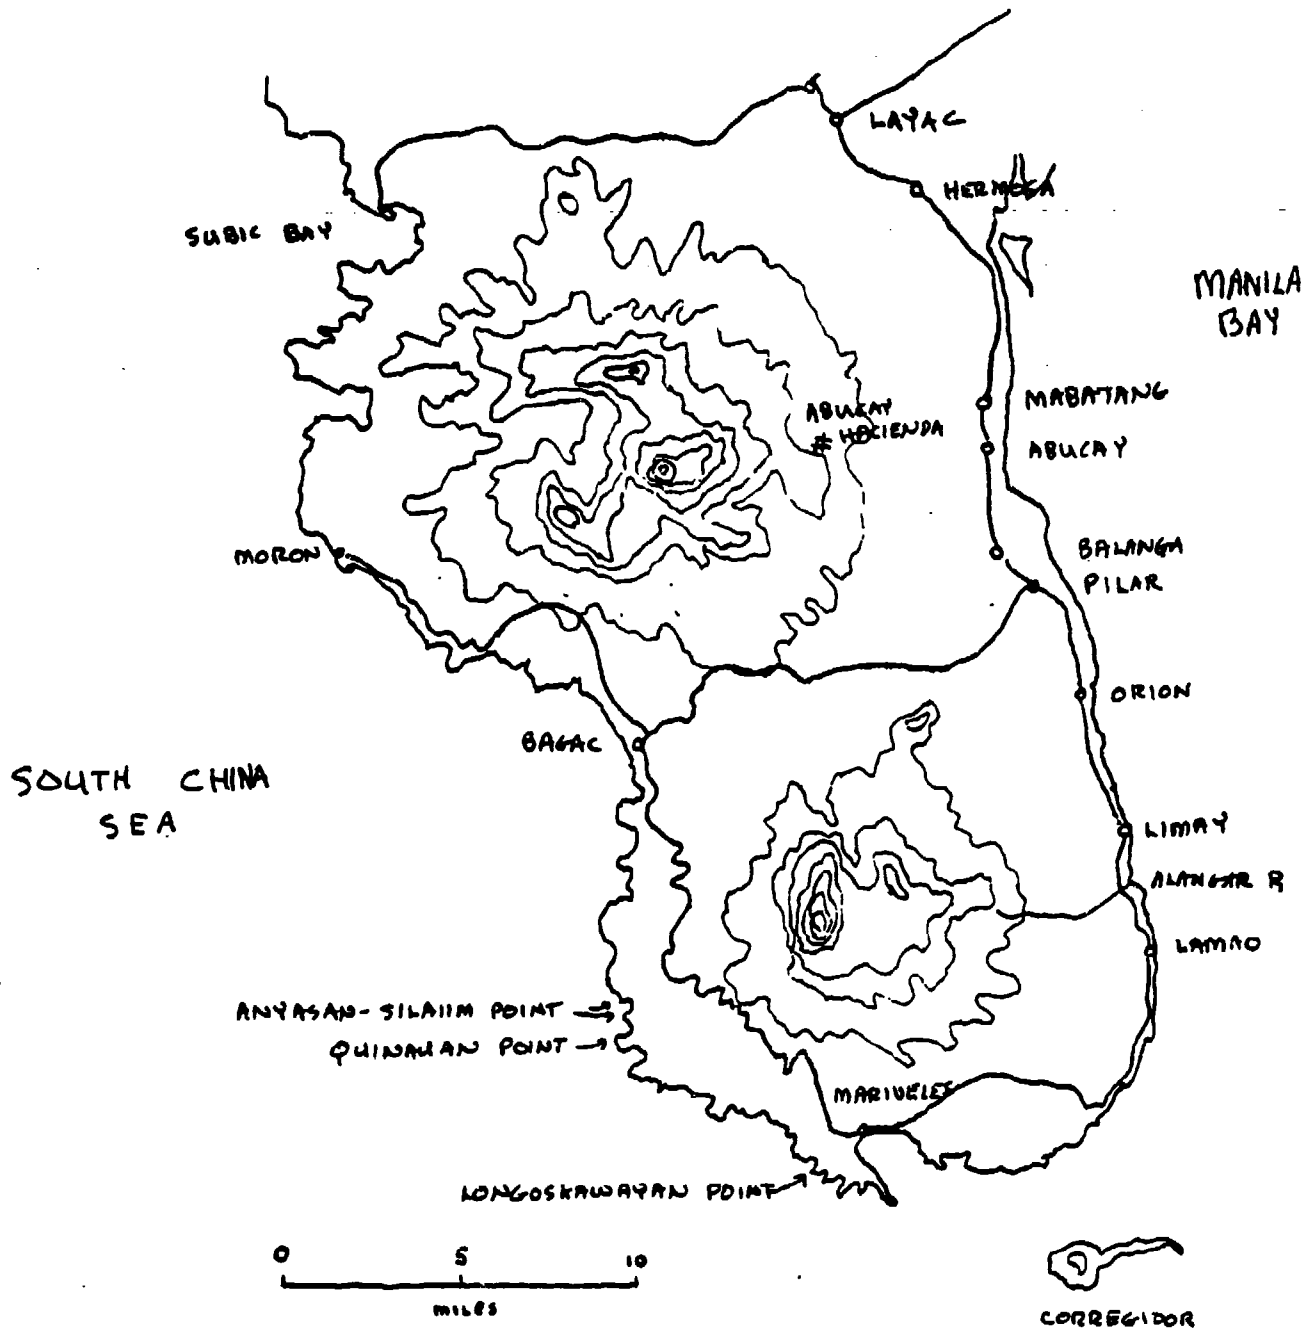 LAYAC
HERMOSA
SUBIC BAY
MANILA
BAY
MABATANG
ABUCAY
# HACIENDA
ABUCAY
MORON
BALANGA
PILAR
ORION
BAGAC
SOUTH CHINA
SEA
LIMAY
ALANGAR R
LAMAO
ANYASAN-SILAIIM POINT
QUINAUAN POINT
MARIVELES
LONGOSKAWAYAN POINT
0 5 10
MILES
CORREGIDOR